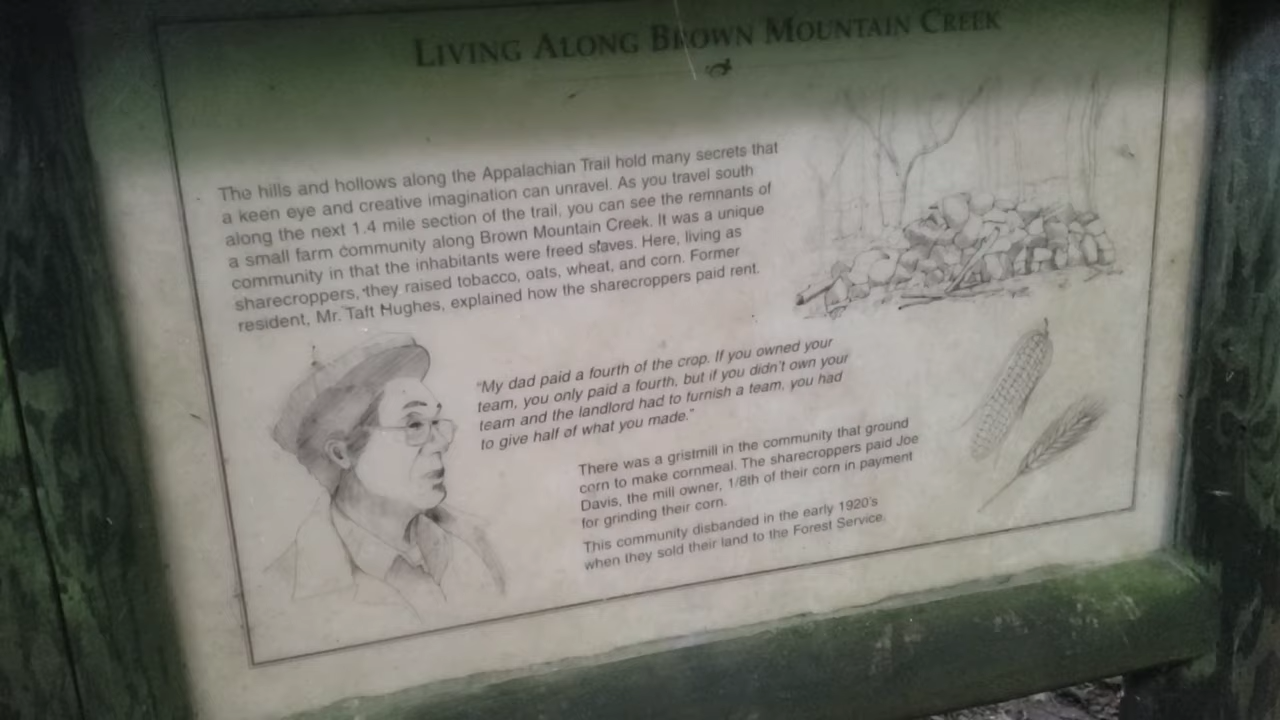 LIVING ALONG BROWN MOUNTAIN CREEK
The hills and hollows along the Appalachian Trail hold many secrets that
a keen eye and creative imagination can unravel. As you travel south
along the next 1.4 mile section of the trail, you can see the remnants of
a small farm community along Brown Mountain Creek. It was a unique
community in that the inhabitants were freed slaves. Here, living as
sharecroppers, they raised tobacco, oats, wheat, and corn. Former
resident, Mr. Taft Hughes, explained how the sharecroppers paid rent.
"My dad paid a fourth of the crop. If you owned your
team, you only paid a fourth, but if you didn't own your
team and the landlord had to furnish a team, you had
to give half of what you made."
There was a gristmill in the community that ground
corn to make cornmeal. The sharecroppers paid Joe
Davis, the mill owner, 1/8th of their corn in payment
for grinding their corn.
This community disbanded in the early 1920's
when they sold their land to the Forest Service.